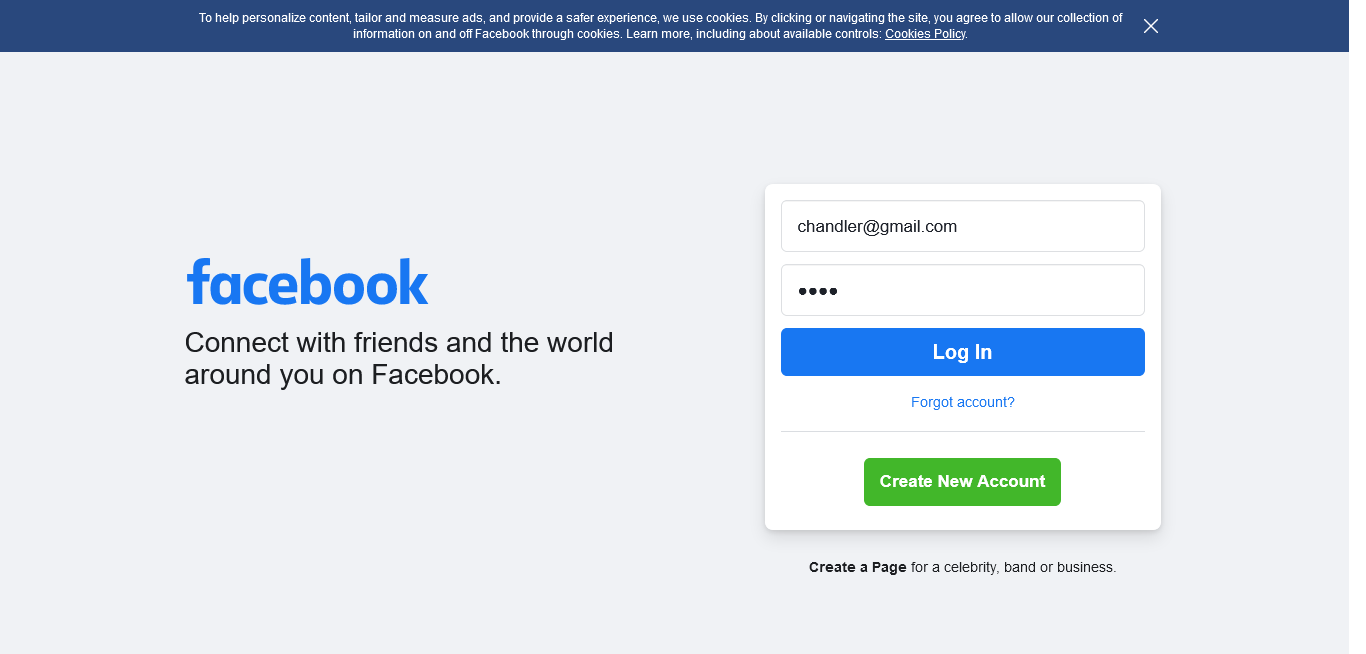 To help personalize content, tailor and measure ads, and provide a safer experience, we use cookies. By clicking or navigating the site, you agree to allow our collection of
information on and off Facebook through cookies. Learn more, including about available controls: Cookies Policy.
facebook
Connect with friends and the world
around you on Facebook.
chandler@gmail.com
••••
Log In
Forgot account?
Create New Account
Create a Page for a celebrity, band or business.